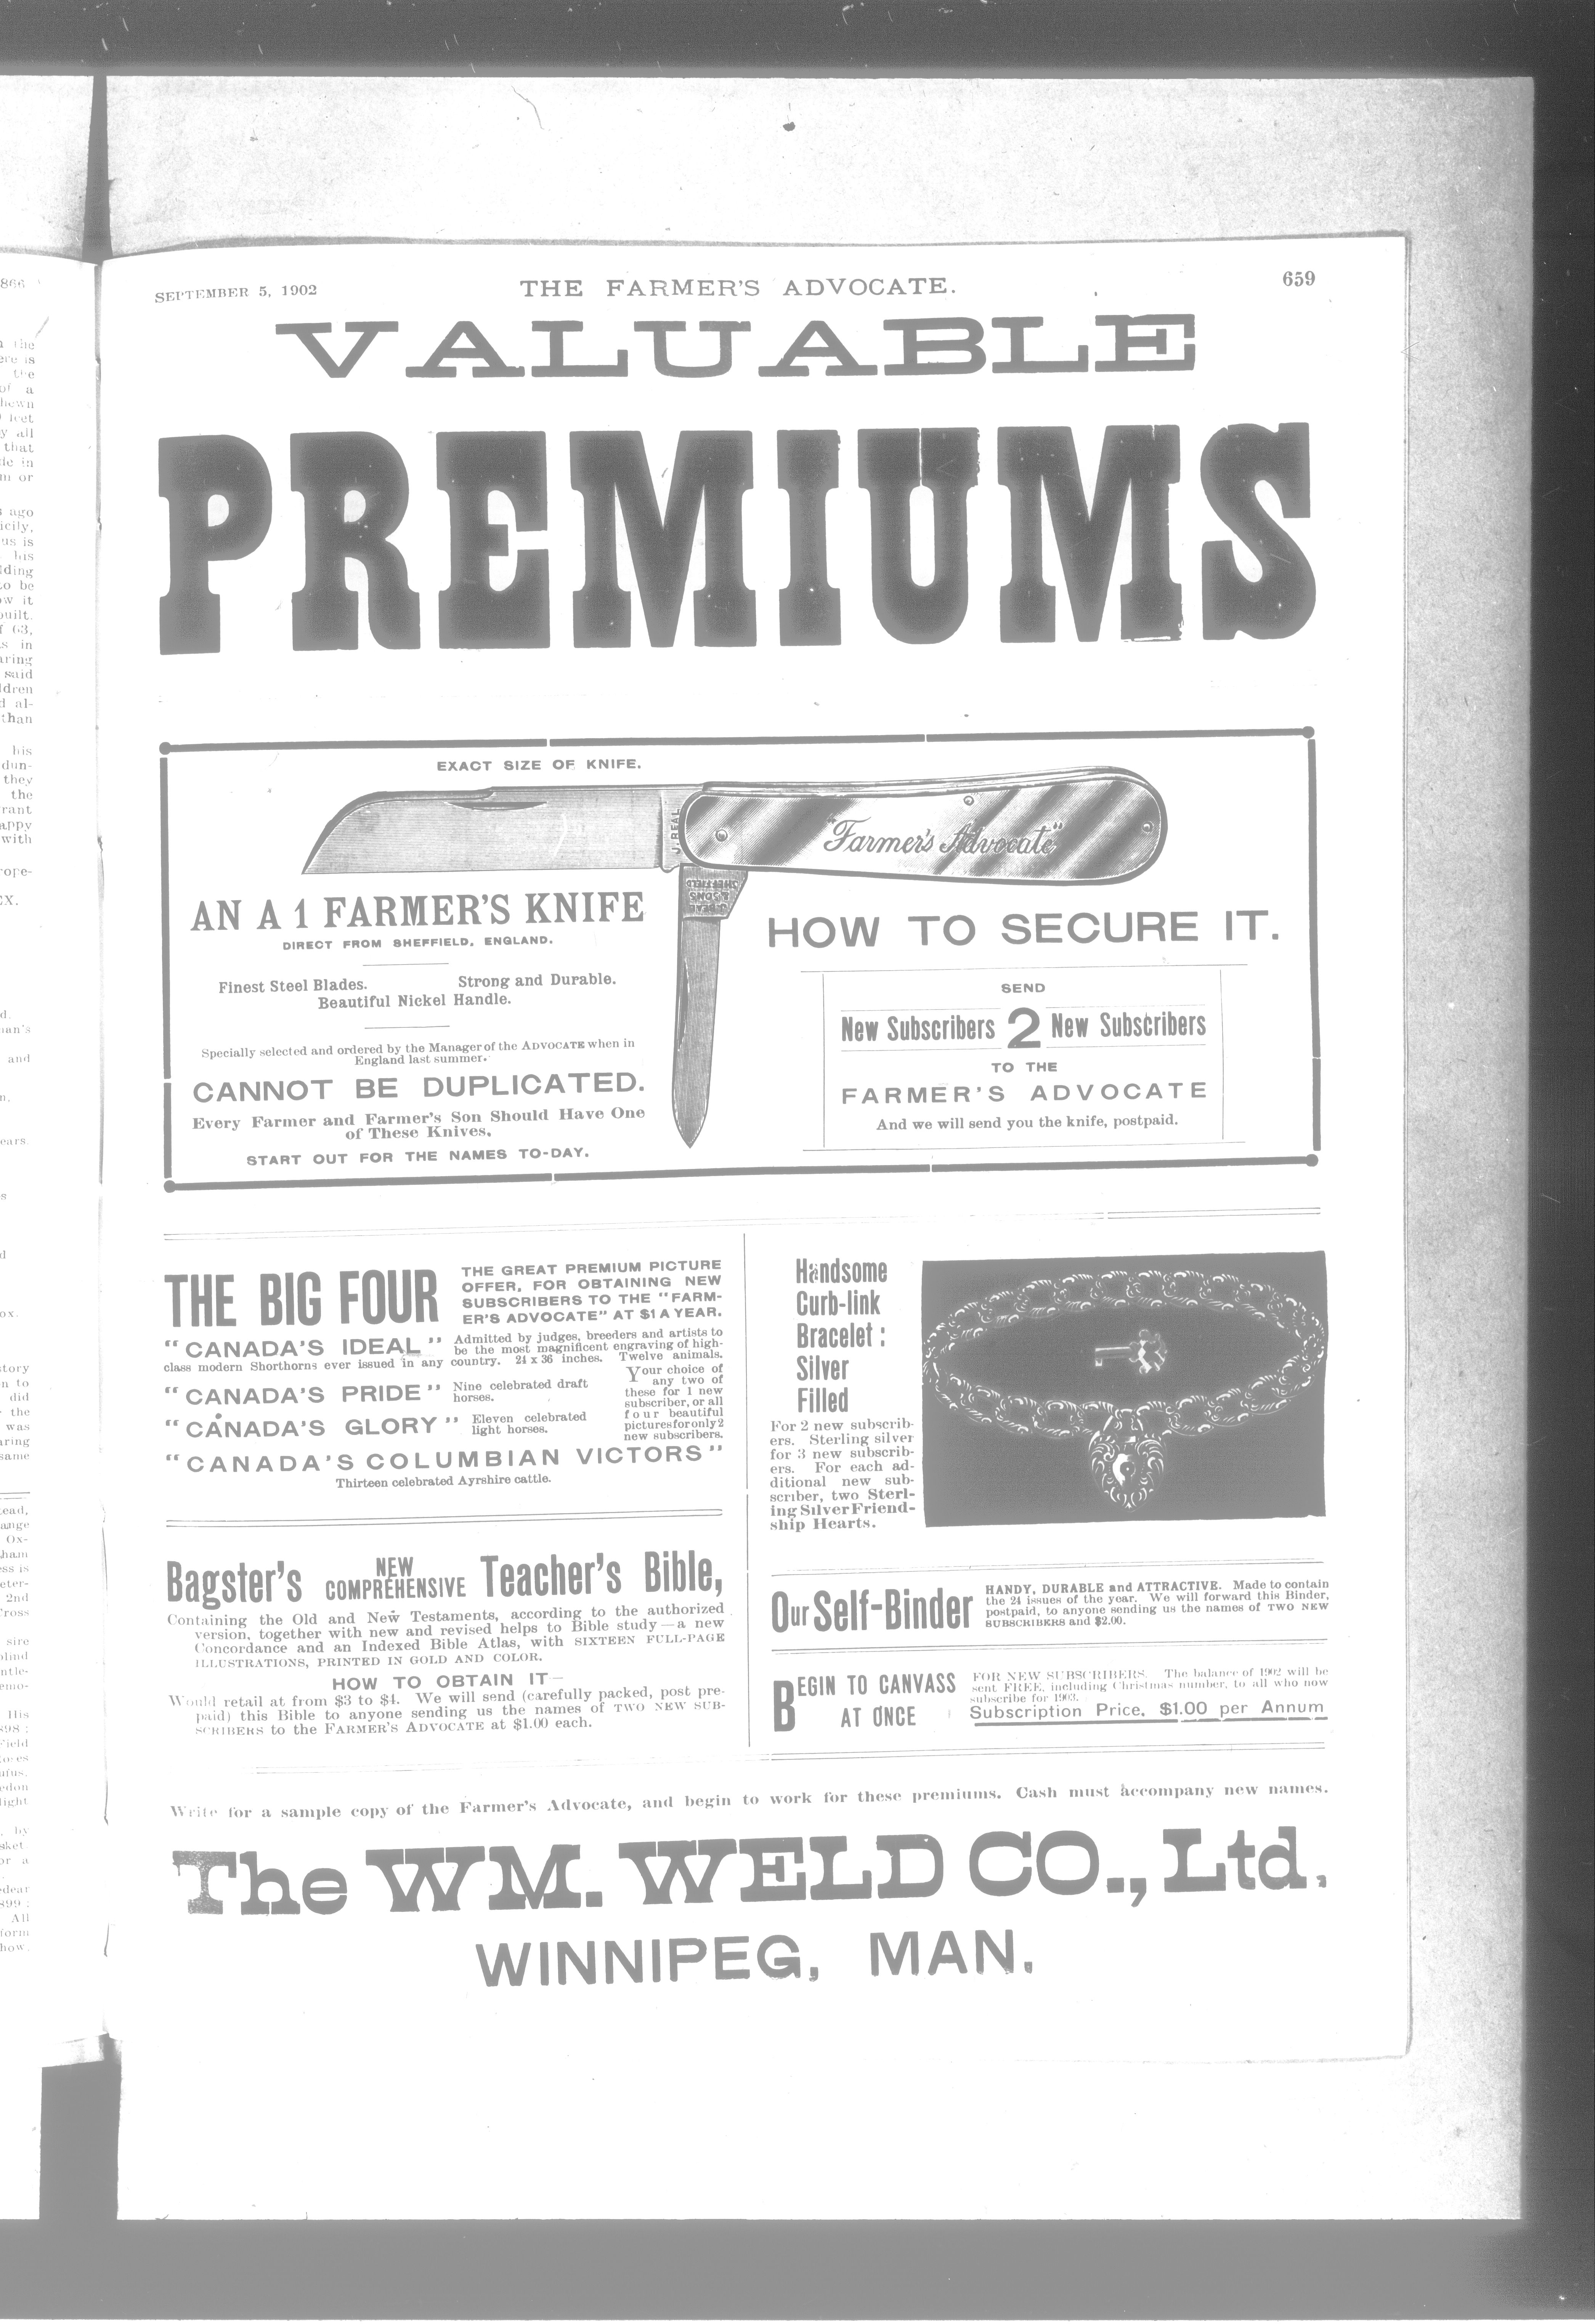 SEPTEMBER 5, 1902
THE FARMER'S ADVOCATE.
659
VALUABLE
PREMIUMS
EXACT SIZE OF KNIFE.
"Farmer's Advocate"
J. BEAL
J. BEAL
& SONS
SHEFFIELD
AN A 1 FARMER'S KNIFE
DIRECT FROM SHEFFIELD, ENGLAND.
Finest Steel Blades. Strong and Durable.
Beautiful Nickel Handle.
Specially selected and ordered by the Manager of the ADVOCATE when in
England last summer.
CANNOT BE DUPLICATED.
Every Farmer and Farmer's Son Should Have One
of These Knives.
START OUT FOR THE NAMES TO-DAY.
HOW TO SECURE IT.
SEND
New Subscribers 2 New Subscribers
TO THE
FARMER'S ADVOCATE
And we will send you the knife, postpaid.
THE BIG FOUR
THE GREAT PREMIUM PICTURE
OFFER, FOR OBTAINING NEW
SUBSCRIBERS TO THE "FARM-
ER'S ADVOCATE" AT $1 A YEAR.
"CANADA'S IDEAL" Admitted by judges, breeders and artists to
be the most magnificent engraving of high-
class modern Shorthorns ever issued in any country. 24 x 36 inches. Twelve animals.
"CANADA'S PRIDE" Nine celebrated draft
horses.
"CANADA'S GLORY" Eleven celebrated
light horses.
Your choice of
any two of
these for 1 new
subscriber, or all
four beautiful
pictures for only 2
new subscribers.
"CANADA'S COLUMBIAN VICTORS"
Thirteen celebrated Ayrshire cattle.
Bagster's NEW COMPREHENSIVE Teacher's Bible,
Containing the Old and New Testaments, according to the authorized
version, together with new and revised helps to Bible study—a new
Concordance and an Indexed Bible Atlas, with SIXTEEN FULL-PAGE
ILLUSTRATIONS, PRINTED IN GOLD AND COLOR.
HOW TO OBTAIN IT—
Would retail at from $3 to $4. We will send (carefully packed, post pre-
paid) this Bible to anyone sending us the names of TWO NEW SUB-
SCRIBERS to the FARMER'S ADVOCATE at $1.00 each.
Handsome
Curb-link
Bracelet :
Silver
Filled
For 2 new subscrib-
ers. Sterling silver
for 3 new subscrib-
ers. For each ad-
ditional new sub-
scriber, two Sterl-
ing Silver Friend-
ship Hearts.
Our Self-Binder
HANDY, DURABLE and ATTRACTIVE. Made to contain
the 24 issues of the year. We will forward this Binder,
postpaid, to anyone sending us the names of TWO NEW
SUBSCRIBERS and $2.00.
BEGIN TO CANVASS
AT ONCE
FOR NEW SUBSCRIBERS. The balance of 1902 will be
sent FREE, including Christmas number, to all who now
subscribe for 1903.
Subscription Price, $1.00 per Annum
Write for a sample copy of the Farmer's Advocate, and begin to work for these premiums. Cash must accompany new names.
The WM. WELD CO., Ltd.
WINNIPEG, MAN.